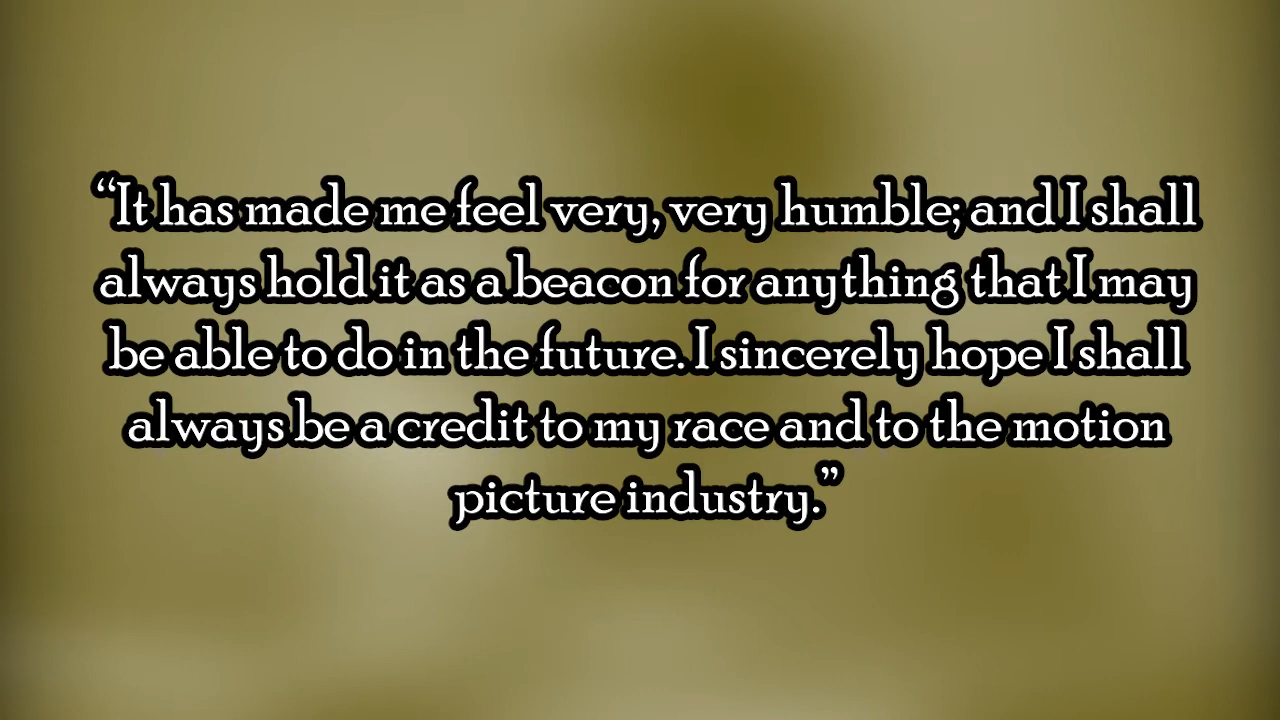 “It has made me feel very, very humble; and I shall
always hold it as a beacon for anything that I may
be able to do in the future. I sincerely hope I shall
always be a credit to my race and to the motion
picture industry.”